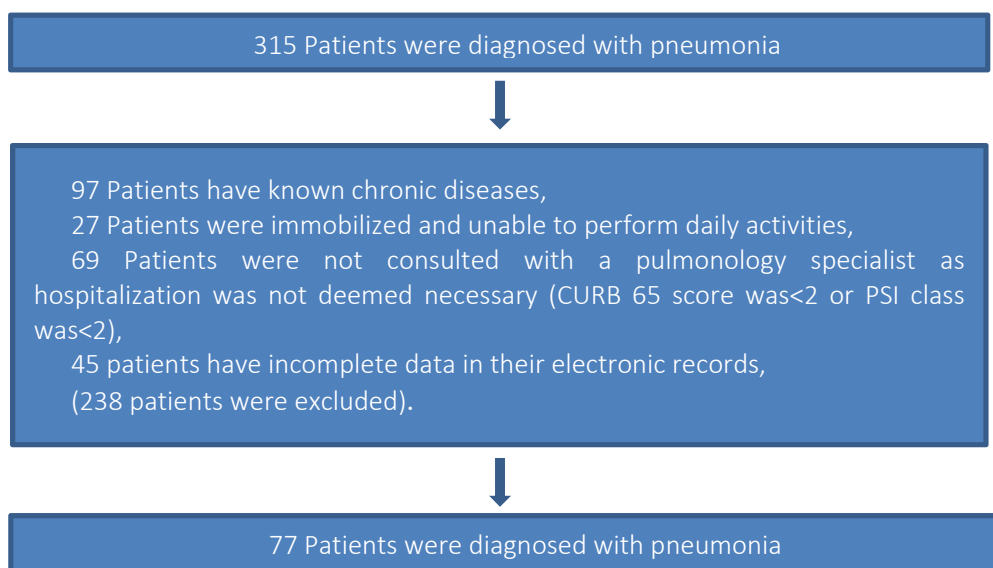 315 Patients were diagnosed with pneumonia
97 Patients have known chronic diseases,
27 Patients were immobilized and unable to perform daily activities,
69 Patients were not consulted with a pulmonology specialist as
hospitalization was not deemed necessary (CURB 65 score was<2 or PSI class
was<2),
45 patients have incomplete data in their electronic records,
(238 patients were excluded).
77 Patients were diagnosed with pneumonia